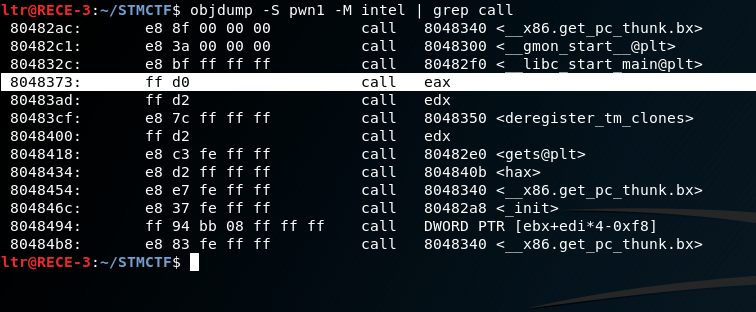 ltr@RECE-3:~/STMCTF$ objdump -S pwn1 -M intel | grep call
80482ac: e8 8f 00 00 00 call 8048340 <__x86.get_pc_thunk.bx>
80482c1: e8 3a 00 00 00 call 8048300 <__gmon_start__@plt>
804832c: e8 bf ff ff ff call 80482f0 <__libc_start_main@plt>
8048373: ff d0 call eax
80483ad: ff d2 call edx
80483cf: e8 7c ff ff ff call 8048350 <deregister_tm_clones>
8048400: ff d2 call edx
8048418: e8 c3 fe ff ff call 80482e0 <gets@plt>
8048434: e8 d2 ff ff ff call 804840b <hax>
8048454: e8 e7 fe ff ff call 8048340 <__x86.get_pc_thunk.bx>
804846c: e8 37 fe ff ff call 80482a8 <_init>
8048494: ff 94 bb 08 ff ff ff call DWORD PTR [ebx+edi*4-0xf8]
80484b8: e8 83 fe ff ff call 8048340 <__x86.get_pc_thunk.bx>
ltr@RECE-3:~/STMCTF$